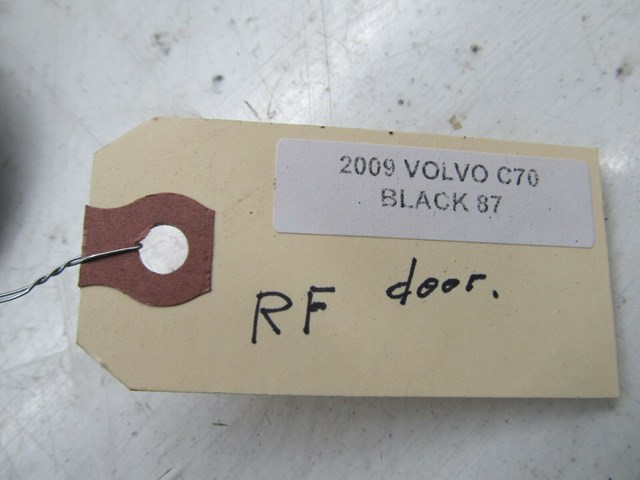 2009 VOLVO C70
BLACK 87
RF door.